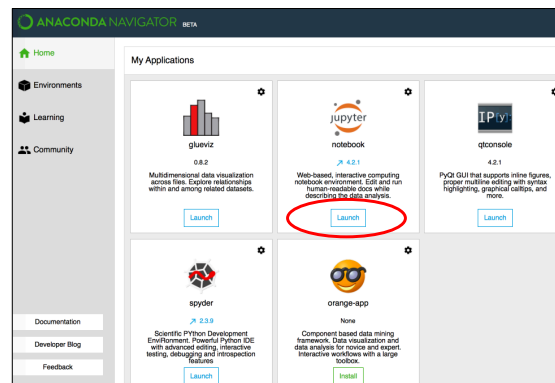 ANACONDA NAVIGATOR BETA
Home
Environments
Learning
Community
Documentation
Developer Blog
Feedback
My Applications
glueviz
0.8.2
Multidimensional data visualization
across files. Explore relationships
within and among related datasets.
Launch
jupyter
notebook
4.2.1
Web-based, interactive computing
notebook environment. Edit and run
human-readable docs while
describing the data analysis.
Launch
IP[y]:
qtconsole
4.2.1
PyQt GUI that supports inline figures,
proper multiline editing with syntax
highlighting, graphical calltips, and
more.
Launch
spyder
2.3.9
Scientific PYthon Development
EnviRonment. Powerful Python IDE
with advanced editing, interactive
testing, debugging and introspection
features
Launch
orange-app
None
Component based data mining
framework. Data visualization and
data analysis for novice and expert.
Interactive workflows with a large
toolbox.
Install